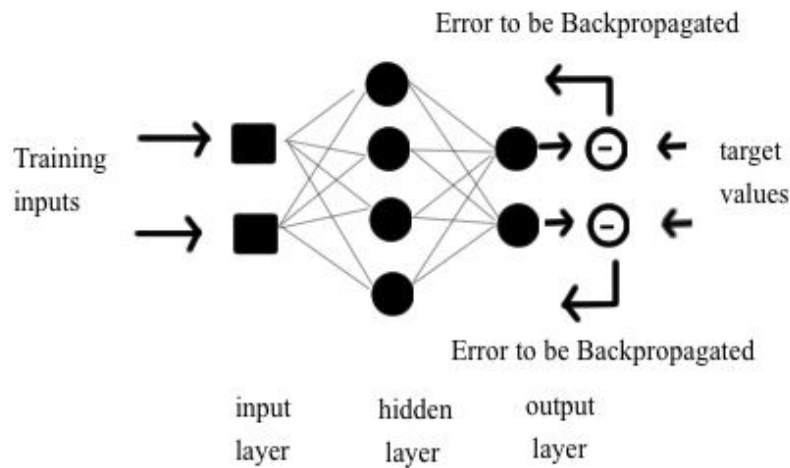 Error to be Backpropagated
Training
inputs
-
-
target
values
Error to be Backpropagated
input
layer
hidden
layer
output
layer